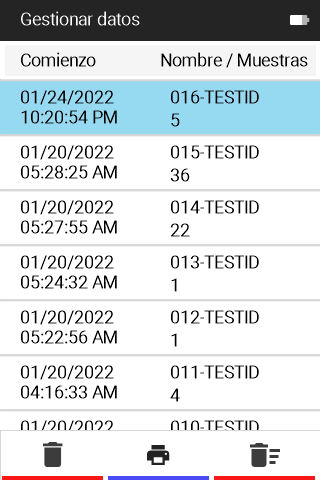 Gestionar datos
Comienzo Nombre / Muestras
01/24/2022 016-TESTID
10:20:54 PM 5
01/20/2022 015-TESTID
05:28:25 AM 36
01/20/2022 014-TESTID
05:27:55 AM 22
01/20/2022 013-TESTID
05:24:32 AM 1
01/20/2022 012-TESTID
05:22:56 AM 1
01/20/2022 011-TESTID
04:16:33 AM 4
01/20/2022 010-TESTID